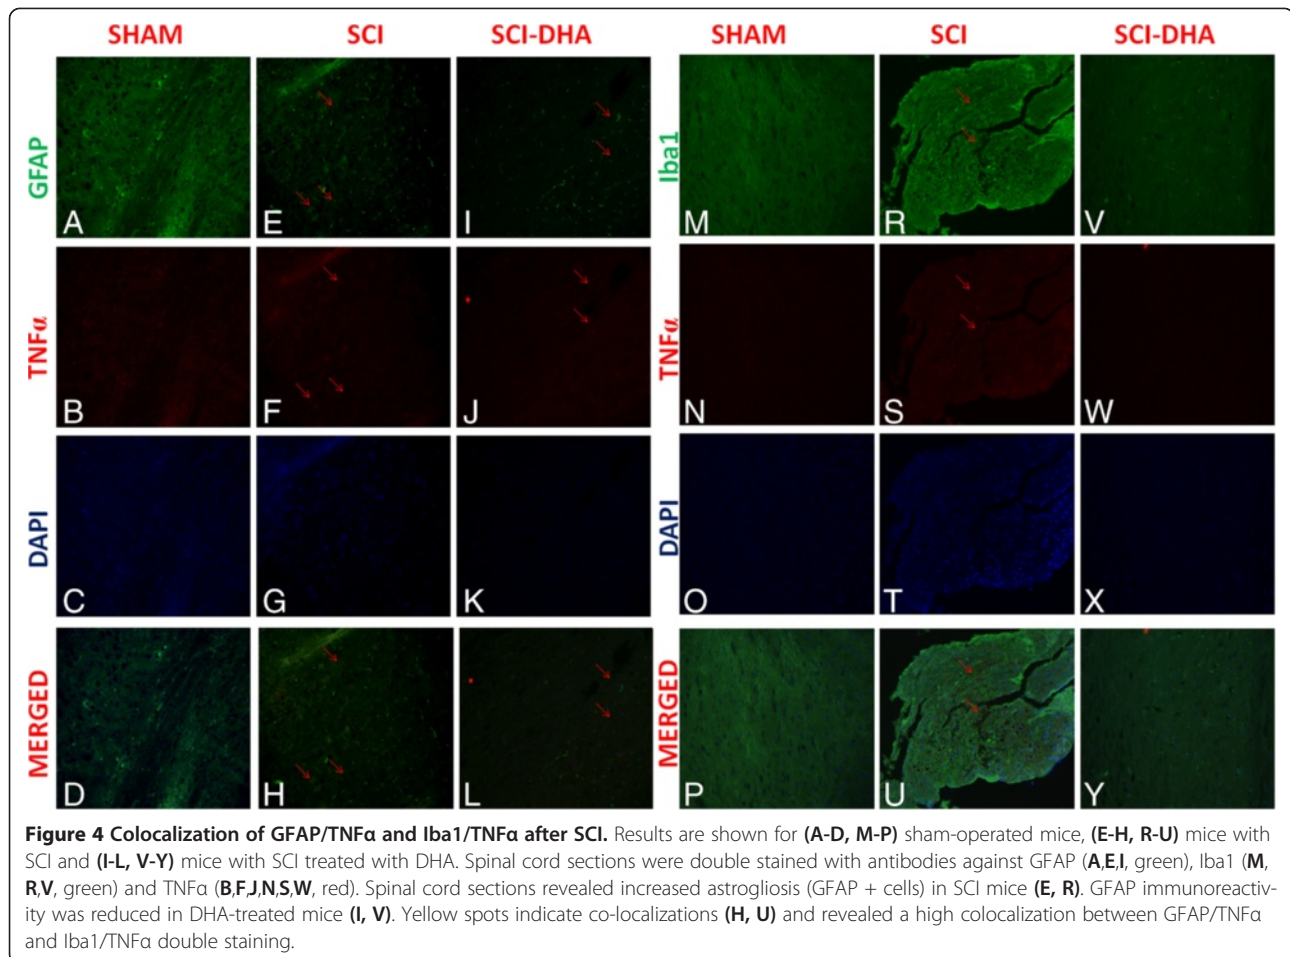 SHAM SCI SCI-DHA SHAM SCI SCI-DHA
GFAP A E I Iba1 M R V
TNFα B F J TNFα N S W
DAPI C G K DAPI O T X
MERGED D H L MERGED P U Y
Figure 4 Colocalization of GFAP/TNFα and Iba1/TNFα after SCI. Results are shown for (A-D, M-P) sham-operated mice, (E-H, R-U) mice with
SCI and (I-L, V-Y) mice with SCI treated with DHA. Spinal cord sections were double stained with antibodies against GFAP (A,E,I, green), Iba1 (M,
R,V, green) and TNFα (B,F,J,N,S,W, red). Spinal cord sections revealed increased astrogliosis (GFAP + cells) in SCI mice (E, R). GFAP immunoreactiv-
ity was reduced in DHA-treated mice (I, V). Yellow spots indicate co-localizations (H, U) and revealed a high colocalization between GFAP/TNFα
and Iba1/TNFα double staining.